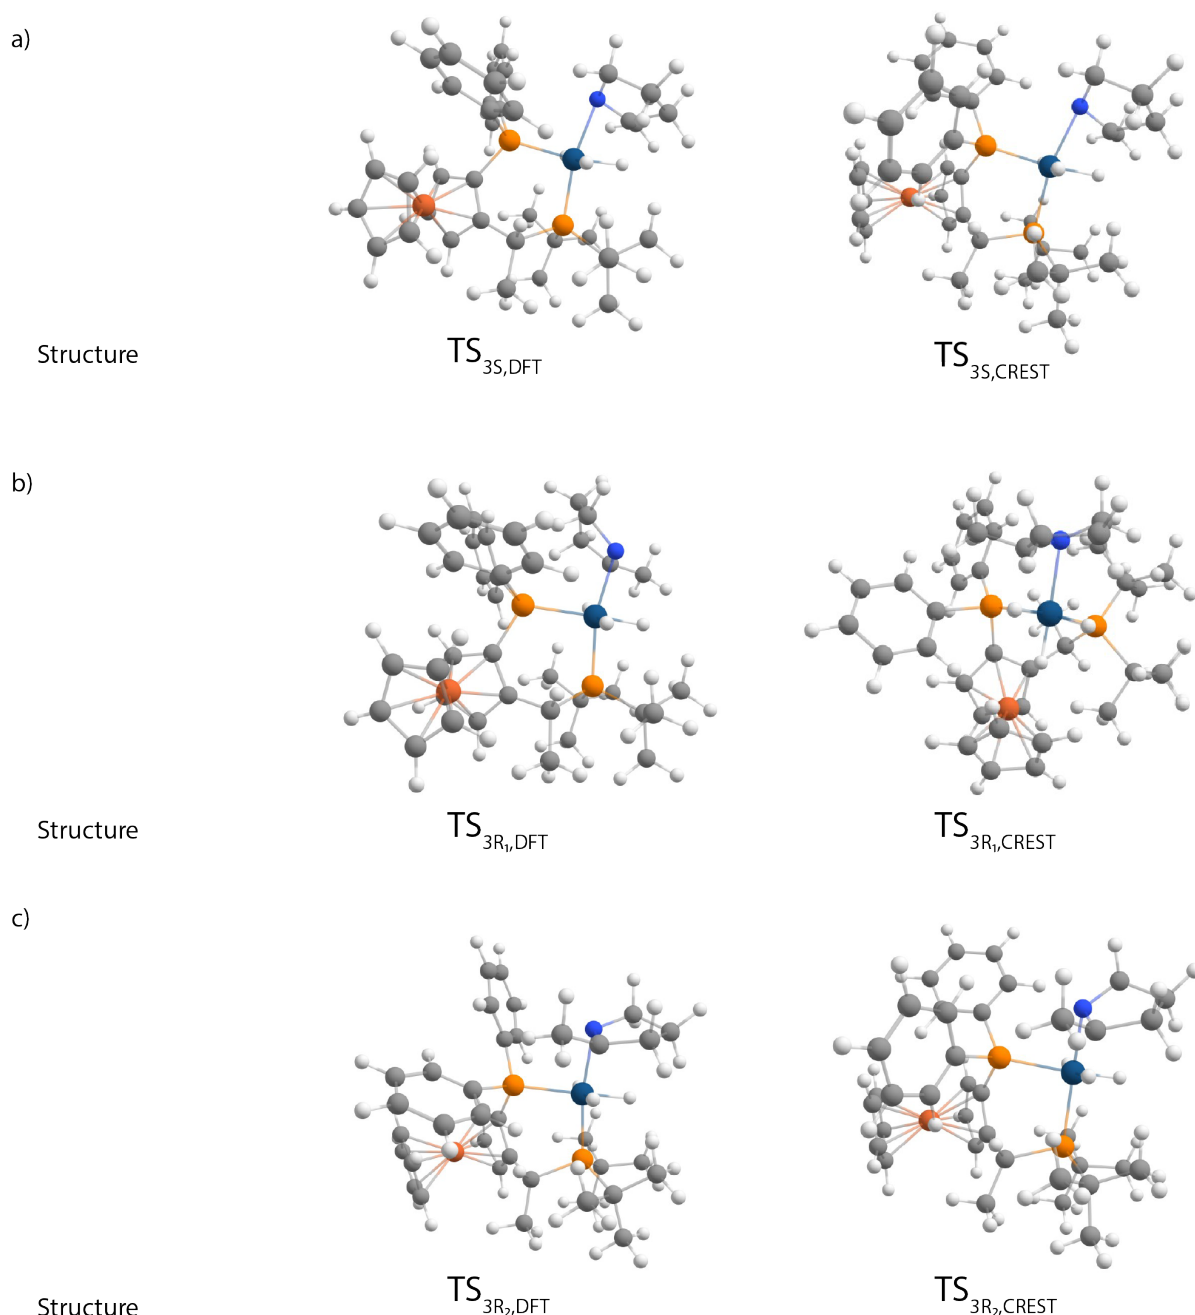 a)
Structure TS3S,DFT TS3S,CREST
b)
Structure TS3R₁,DFT TS3R₁,CREST
c)
Structure TS3R₂,DFT TS3R₂,CREST